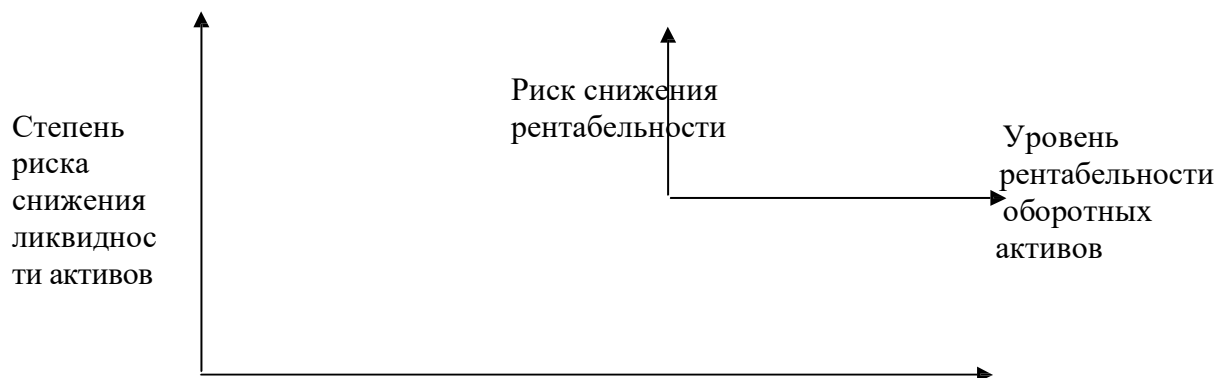 Степень
риска
снижения
ликвиднос
ти активов
Риск снижения
рентабельности
Уровень
рентабельности
оборотных
активов